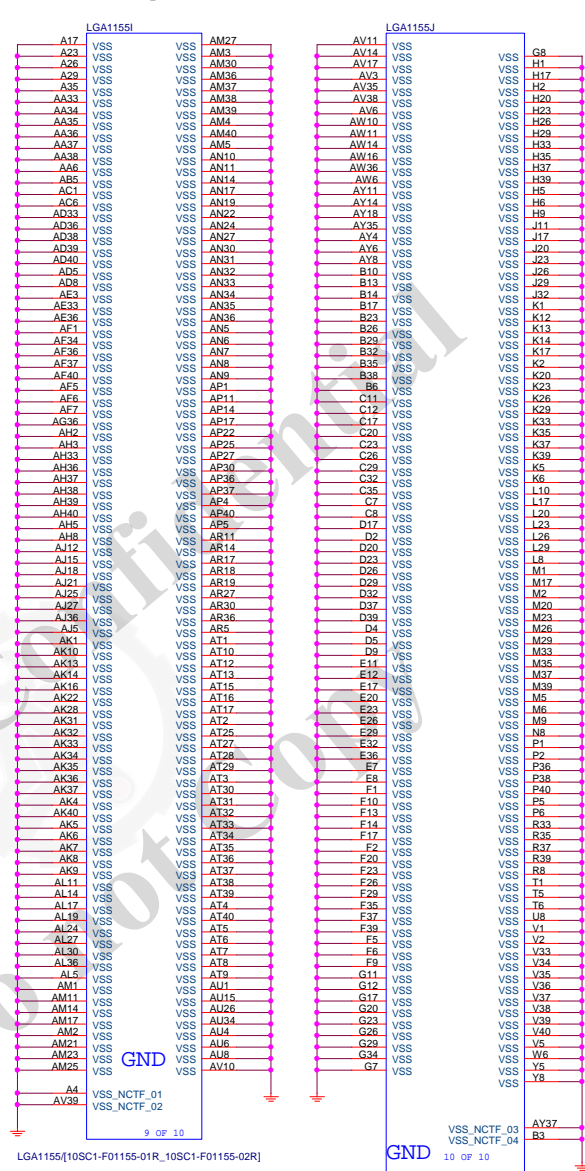 LGA1155I
A17 VSS VSS AM27
A23 VSS VSS AM3
A26 VSS VSS AM30
A29 VSS VSS AM36
A35 VSS VSS AM37
AA33 VSS VSS AM38
AA34 VSS VSS AM39
AA35 VSS VSS AM4
AA36 VSS VSS AM40
AA37 VSS VSS AM5
AA38 VSS VSS AN10
AA6 VSS VSS AN11
AB5 VSS VSS AN14
AC1 VSS VSS AN17
AC6 VSS VSS AN19
AD33 VSS VSS AN22
AD36 VSS VSS AN24
AD38 VSS VSS AN27
AD39 VSS VSS AN30
AD40 VSS VSS AN31
AD5 VSS VSS AN32
AD8 VSS VSS AN33
AE3 VSS VSS AN34
AE33 VSS VSS AN35
AE36 VSS VSS AN36
AF1 VSS VSS AN5
AF34 VSS VSS AN6
AF36 VSS VSS AN7
AF37 VSS VSS AN8
AF40 VSS VSS AN9
AF5 VSS VSS AP1
AF6 VSS VSS AP11
AF7 VSS VSS AP14
AG36 VSS VSS AP17
AH2 VSS VSS AP22
AH3 VSS VSS AP25
AH33 VSS VSS AP27
AH36 VSS VSS AP30
AH37 VSS VSS AP36
AH38 VSS VSS AP37
AH39 VSS VSS AP4
AH40 VSS VSS AP40
AH5 VSS VSS AP5
AH8 VSS VSS AR11
AJ12 VSS VSS AR14
AJ15 VSS VSS AR17
AJ18 VSS VSS AR18
AJ21 VSS VSS AR19
AJ25 VSS VSS AR27
AJ27 VSS VSS AR30
AJ36 VSS VSS AR36
AJ5 VSS VSS AR5
AK1 VSS VSS AT1
AK10 VSS VSS AT10
AK13 VSS VSS AT12
AK14 VSS VSS AT13
AK16 VSS VSS AT15
AK22 VSS VSS AT16
AK28 VSS VSS AT17
AK31 VSS VSS AT2
AK32 VSS VSS AT25
AK33 VSS VSS AT27
AK34 VSS VSS AT28
AK35 VSS VSS AT29
AK36 VSS VSS AT3
AK37 VSS VSS AT30
AK4 VSS VSS AT31
AK40 VSS VSS AT32
AK5 VSS VSS AT33
AK6 VSS VSS AT34
AK7 VSS VSS AT35
AK8 VSS VSS AT36
AK9 VSS VSS AT37
AL11 VSS VSS AT38
AL14 VSS VSS AT39
AL17 VSS VSS AT4
AL19 VSS VSS AT40
AL24 VSS VSS AT5
AL27 VSS VSS AT6
AL30 VSS VSS AT7
AL36 VSS VSS AT8
AL5 VSS VSS AT9
AM1 VSS VSS AU1
AM11 VSS VSS AU15
AM14 VSS VSS AU26
AM17 VSS VSS AU34
AM2 VSS VSS AU4
AM21 VSS VSS AU6
AM23 VSS VSS AU8
AM25 VSS VSS AV10
GND
A4 VSS_NCTF_01
AV39 VSS_NCTF_02
9 OF 10
LGA1155/[10SC1-F01155-01R_10SC1-F01155-02R]
LGA1155J
AV11 VSS
AV14 VSS VSS G8
AV17 VSS VSS H1
AV3 VSS VSS H17
AV35 VSS VSS H2
AV38 VSS VSS H20
AV6 VSS VSS H23
AW10 VSS VSS H26
AW11 VSS VSS H29
AW14 VSS VSS H33
AW16 VSS VSS H35
AW36 VSS VSS H37
AW6 VSS VSS H39
AY11 VSS VSS H5
AY14 VSS VSS H6
AY18 VSS VSS H9
AY35 VSS VSS J11
AY4 VSS VSS J17
AY6 VSS VSS J20
AY8 VSS VSS J23
B10 VSS VSS J26
B13 VSS VSS J29
B14 VSS VSS J32
B17 VSS VSS K1
B23 VSS VSS K12
B26 VSS VSS K13
B29 VSS VSS K14
B32 VSS VSS K17
B35 VSS VSS K2
B38 VSS VSS K20
B6 VSS VSS K23
C11 VSS VSS K26
C12 VSS VSS K29
C17 VSS VSS K33
C20 VSS VSS K35
C23 VSS VSS K37
C26 VSS VSS K39
C29 VSS VSS K5
C32 VSS VSS K6
C35 VSS VSS L10
C7 VSS VSS L17
C8 VSS VSS L20
D17 VSS VSS L23
D2 VSS VSS L26
D20 VSS VSS L29
D23 VSS VSS L8
D26 VSS VSS M1
D29 VSS VSS M17
D32 VSS VSS M2
D37 VSS VSS M20
D39 VSS VSS M23
D4 VSS VSS M26
D5 VSS VSS M29
D9 VSS VSS M33
E11 VSS VSS M35
E12 VSS VSS M37
E17 VSS VSS M39
E20 VSS VSS M5
E23 VSS VSS M6
E26 VSS VSS M9
E29 VSS VSS N8
E32 VSS VSS P1
E36 VSS VSS P2
E7 VSS VSS P36
E8 VSS VSS P38
F1 VSS VSS P40
F10 VSS VSS P5
F13 VSS VSS P6
F14 VSS VSS R33
F17 VSS VSS R35
F2 VSS VSS R37
F20 VSS VSS R39
F23 VSS VSS R8
F26 VSS VSS T1
F29 VSS VSS T5
F35 VSS VSS T6
F37 VSS VSS U8
F39 VSS VSS V1
F5 VSS VSS V2
F6 VSS VSS V33
F9 VSS VSS V34
G11 VSS VSS V35
G12 VSS VSS V36
G17 VSS VSS V37
G20 VSS VSS V38
G23 VSS VSS V39
G26 VSS VSS V40
G29 VSS VSS V5
G34 VSS VSS W6
G7 VSS VSS Y5
VSS Y8
VSS_NCTF_03 AY37
VSS_NCTF_04 B3
GND 10 OF 10
Confidential
Do not Copy